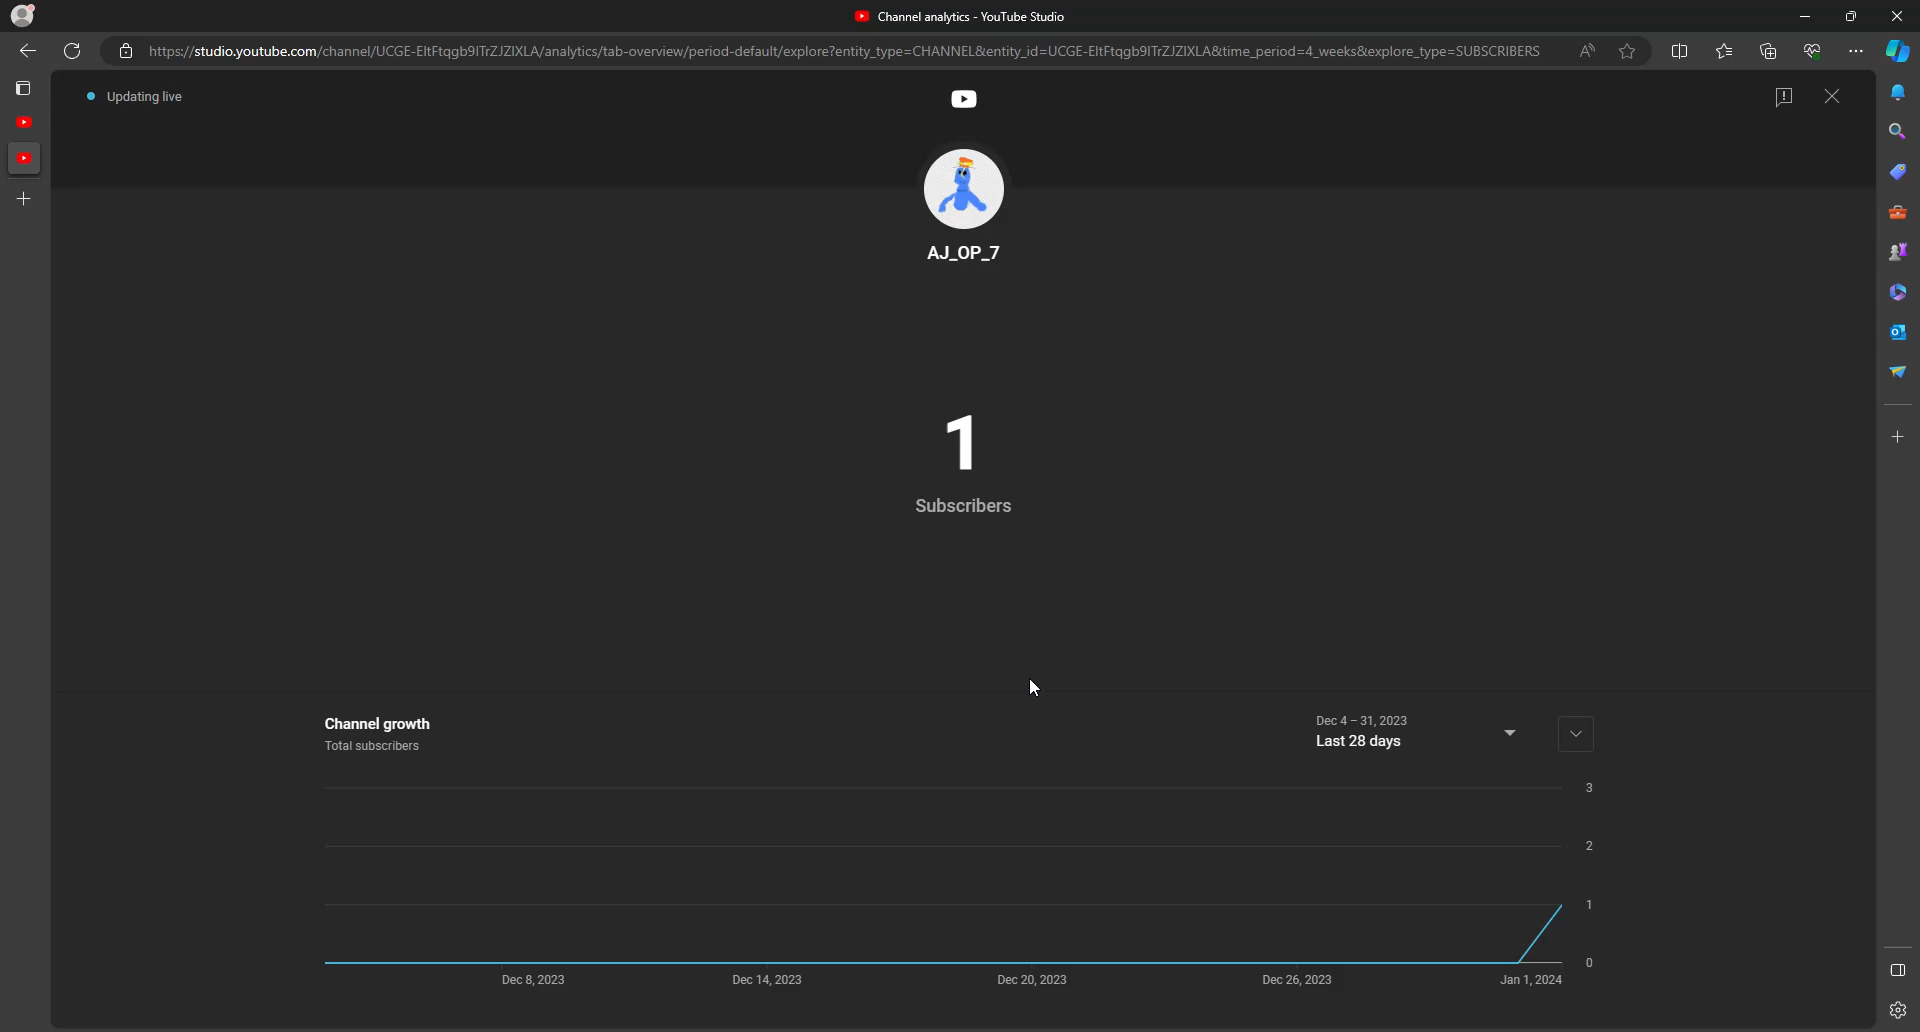 Channel analytics - YouTube Studio
https://studio.youtube.com/channel/UCGE-EltFtqgb9ITrZJZIXLA/analytics/tab-overview/period-default/explore?entity_type=CHANNEL&entity_id=UCGE-EltFtqgb9ITrZJZIXLA&time_period=4_weeks&explore_type=SUBSCRIBERS
Updating live
AJ_OP_7
1
Subscribers
Channel growth
Total subscribers
Dec 4 – 31, 2023
Last 28 days
3
2
1
0
Dec 8, 2023 Dec 14, 2023 Dec 20, 2023 Dec 26, 2023 Jan 1, 2024